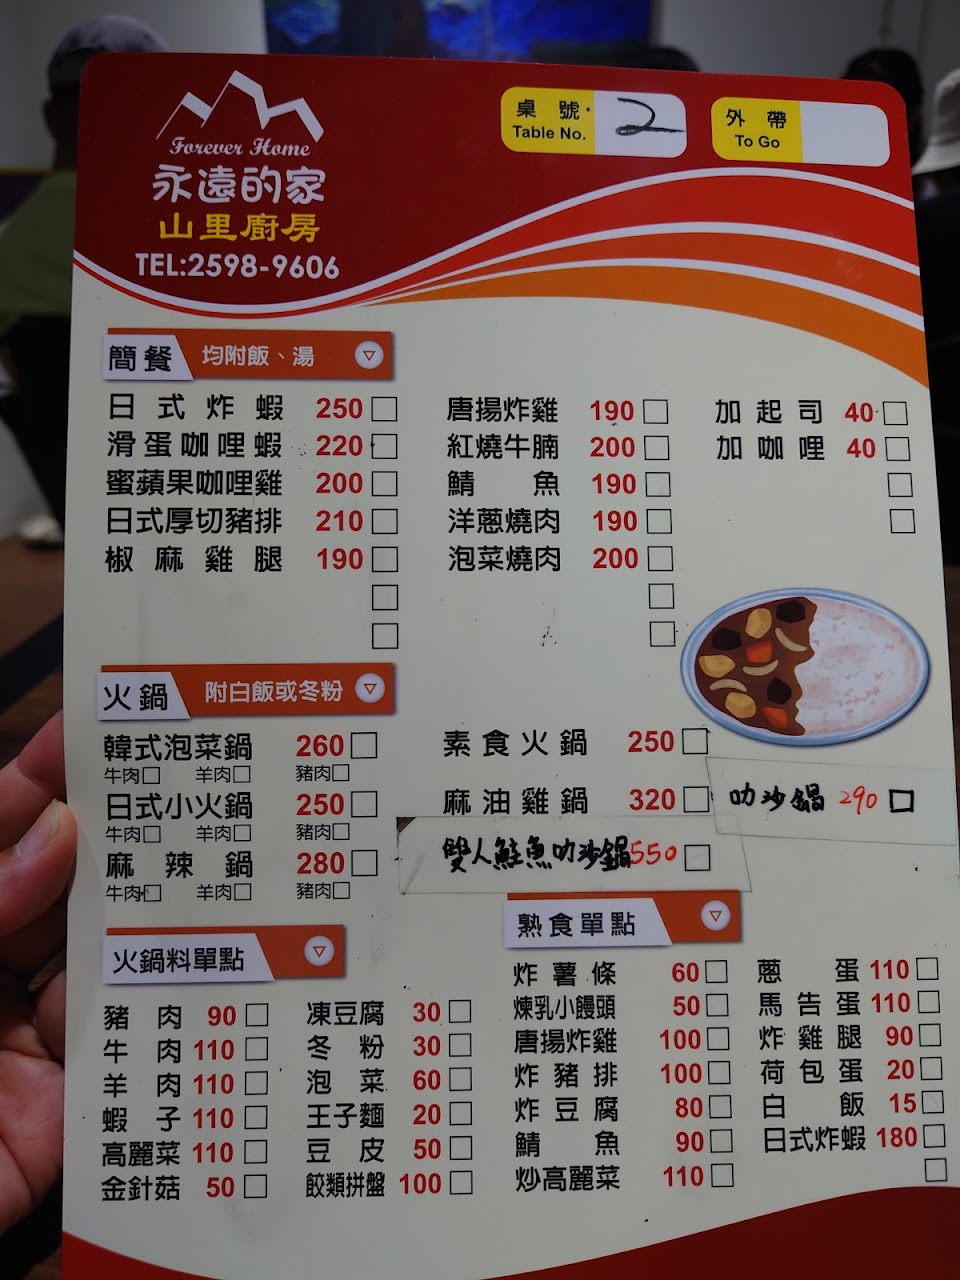 桌號 2
Table No.
外帶
To Go
Forever Home
永遠的家
山里廚房
TEL:2598-9606
簡餐 均附飯、湯
日式炸蝦 250
滑蛋咖哩蝦 220
蜜蘋果咖哩雞 200
日式厚切豬排 210
椒麻雞腿 190
唐揚炸雞 190
紅燒牛腩 200
鯖魚 190
洋蔥燒肉 190
泡菜燒肉 200
加起司 40
加咖哩 40
火鍋 附白飯或冬粉
韓式泡菜鍋 260
牛肉 羊肉 豬肉
日式小火鍋 250
牛肉 羊肉 豬肉
麻辣鍋 280
牛肉 羊肉 豬肉
素食火鍋 250
麻油雞鍋 320
雙人鮭魚叻沙鍋 550
叻沙鍋 290
火鍋料單點
豬肉 90
牛肉 110
羊肉 110
蝦子 110
高麗菜 110
金針菇 50
凍豆腐 30
冬粉 30
泡菜 60
王子麵 20
豆皮 50
餃類拼盤 100
熟食單點
炸薯條 60
煉乳小饅頭 50
唐揚炸雞 100
炸豬排 100
炸豆腐 80
鯖魚 90
炒高麗菜 110
蔥蛋 110
馬告蛋 110
炸雞腿 90
荷包蛋 20
白飯 15
日式炸蝦 180